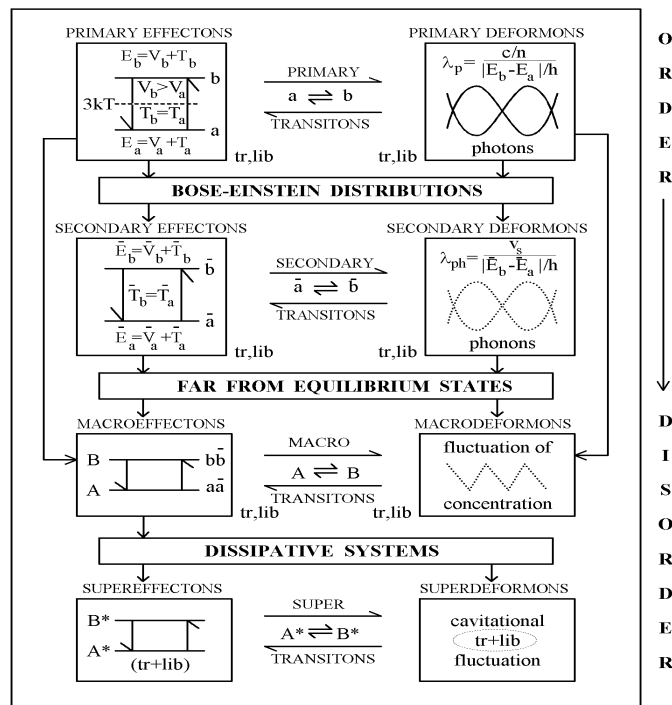 PRIMARY EFFECTONS
E_b=V_b+T_b
b
V_b>V_a
3kT
T_b=T_a
a
E_a=V_a+T_a
tr,lib
PRIMARY
a ⇌ b
TRANSITONS
PRIMARY DEFORMONS
λ_p= c/n / |E_b-E_a|/h
photons
tr,lib
BOSE-EINSTEIN DISTRIBUTIONS
SECONDARY EFFECTONS
Ē_b=V̄_b+T̄_b
b̄
T̄_b=T̄_a
ā
Ē_a=V̄_a+T̄_a
tr,lib
SECONDARY
ā ⇌ b̄
TRANSITONS
SECONDARY DEFORMONS
λ_ph= v_s / |Ē_b-Ē_a|/h
phonons
tr,lib
FAR FROM EQUILIBRIUM STATES
MACROEFFECTONS
B bb̄
A aā
tr,lib
MACRO
A ⇌ B
TRANSITONS
MACRODEFORMONS
fluctuation of
concentration
tr,lib
DISSIPATIVE SYSTEMS
SUPEREFFECTONS
B*
A*
(tr+lib)
SUPER
A* ⇌ B*
TRANSITONS
SUPERDEFORMONS
cavitational
tr+lib
fluctuation
ORDER
DISORDER